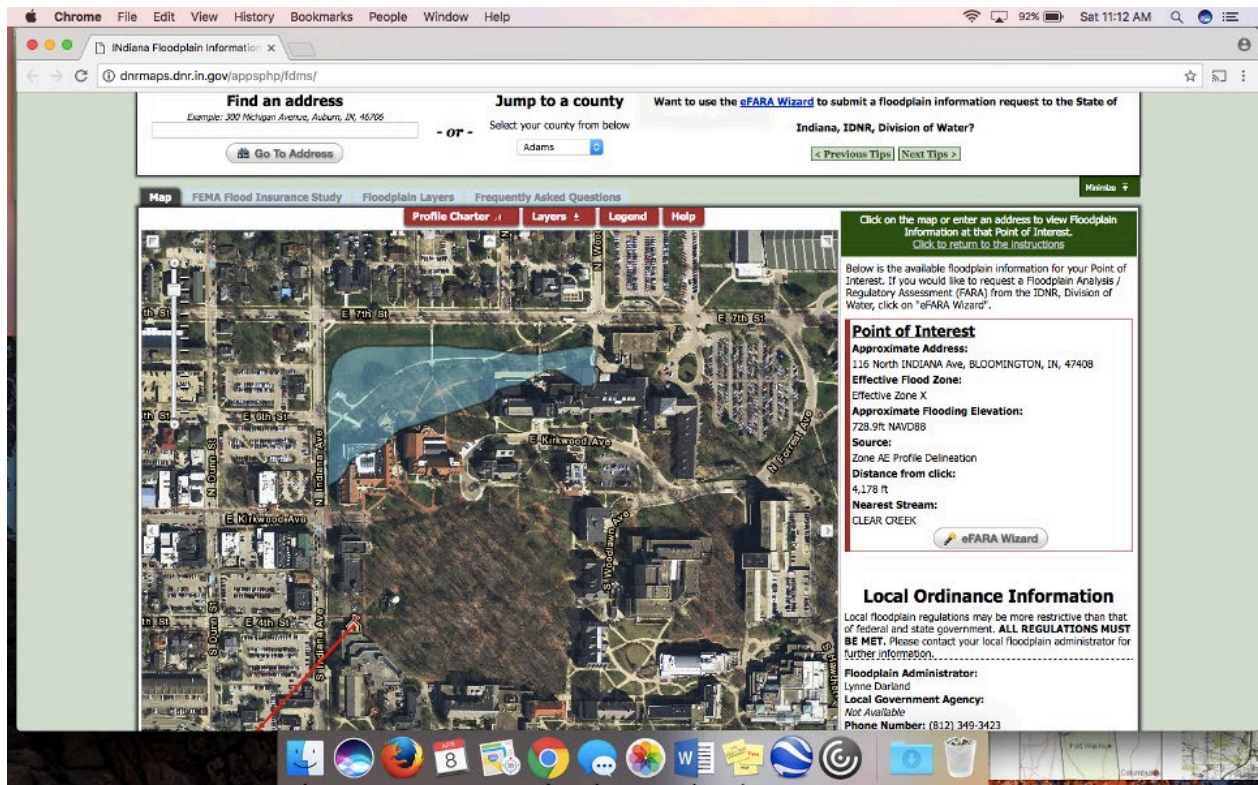 Chrome File Edit View History Bookmarks People Window Help 92% Sat 11:12 AM
INdiana Floodplain Information
dnrmaps.dnr.in.gov/appsphp/fdms/
Find an address
Example: 300 Michigan Avenue, Auburn, IN, 46706
Go To Address
- or -
Jump to a county
Select your county from below
Adams
Want to use the eFARA Wizard to submit a floodplain information request to the State of
Indiana, IDNR, Division of Water?
< Previous Tips Next Tips >
Minimize
Map FEMA Flood Insurance Study Floodplain Layers Frequently Asked Questions
Profile Charter Layers Legend Help
N Woo
th St E 7th St E 7th St
th St E 6th St
N Dunn St
N Indiana Ave
E Kirkwood Ave
N Forrest Ave
E Kirkwood Ave
S Woodlawn Ave
th St E 4th St
S Dunn St
S Indiana Ave
S Hawtho
Click on the map or enter an address to view Floodplain
Information at that Point of Interest.
Click to return to the instructions
Below is the available floodplain information for your Point of
Interest. If you would like to request a Floodplain Analysis /
Regulatory Assessment (FARA) from the IDNR, Division of
Water, click on "eFARA Wizard".
Point of Interest
Approximate Address:
116 North INDIANA Ave, BLOOMINGTON, IN, 47408
Effective Flood Zone:
Effective Zone X
Approximate Flooding Elevation:
728.9ft NAVD88
Source:
Zone AE Profile Delineation
Distance from click:
4,178 ft
Nearest Stream:
CLEAR CREEK
eFARA Wizard
Local Ordinance Information
Local floodplain regulations may be more restrictive than that
of federal and state government. ALL REGULATIONS MUST
BE MET. Please contact your local floodplain administrator for
further information.
Floodplain Administrator:
Lynne Darland
Local Government Agency:
Not Available
Phone Number: (812) 349-3423
APR
8